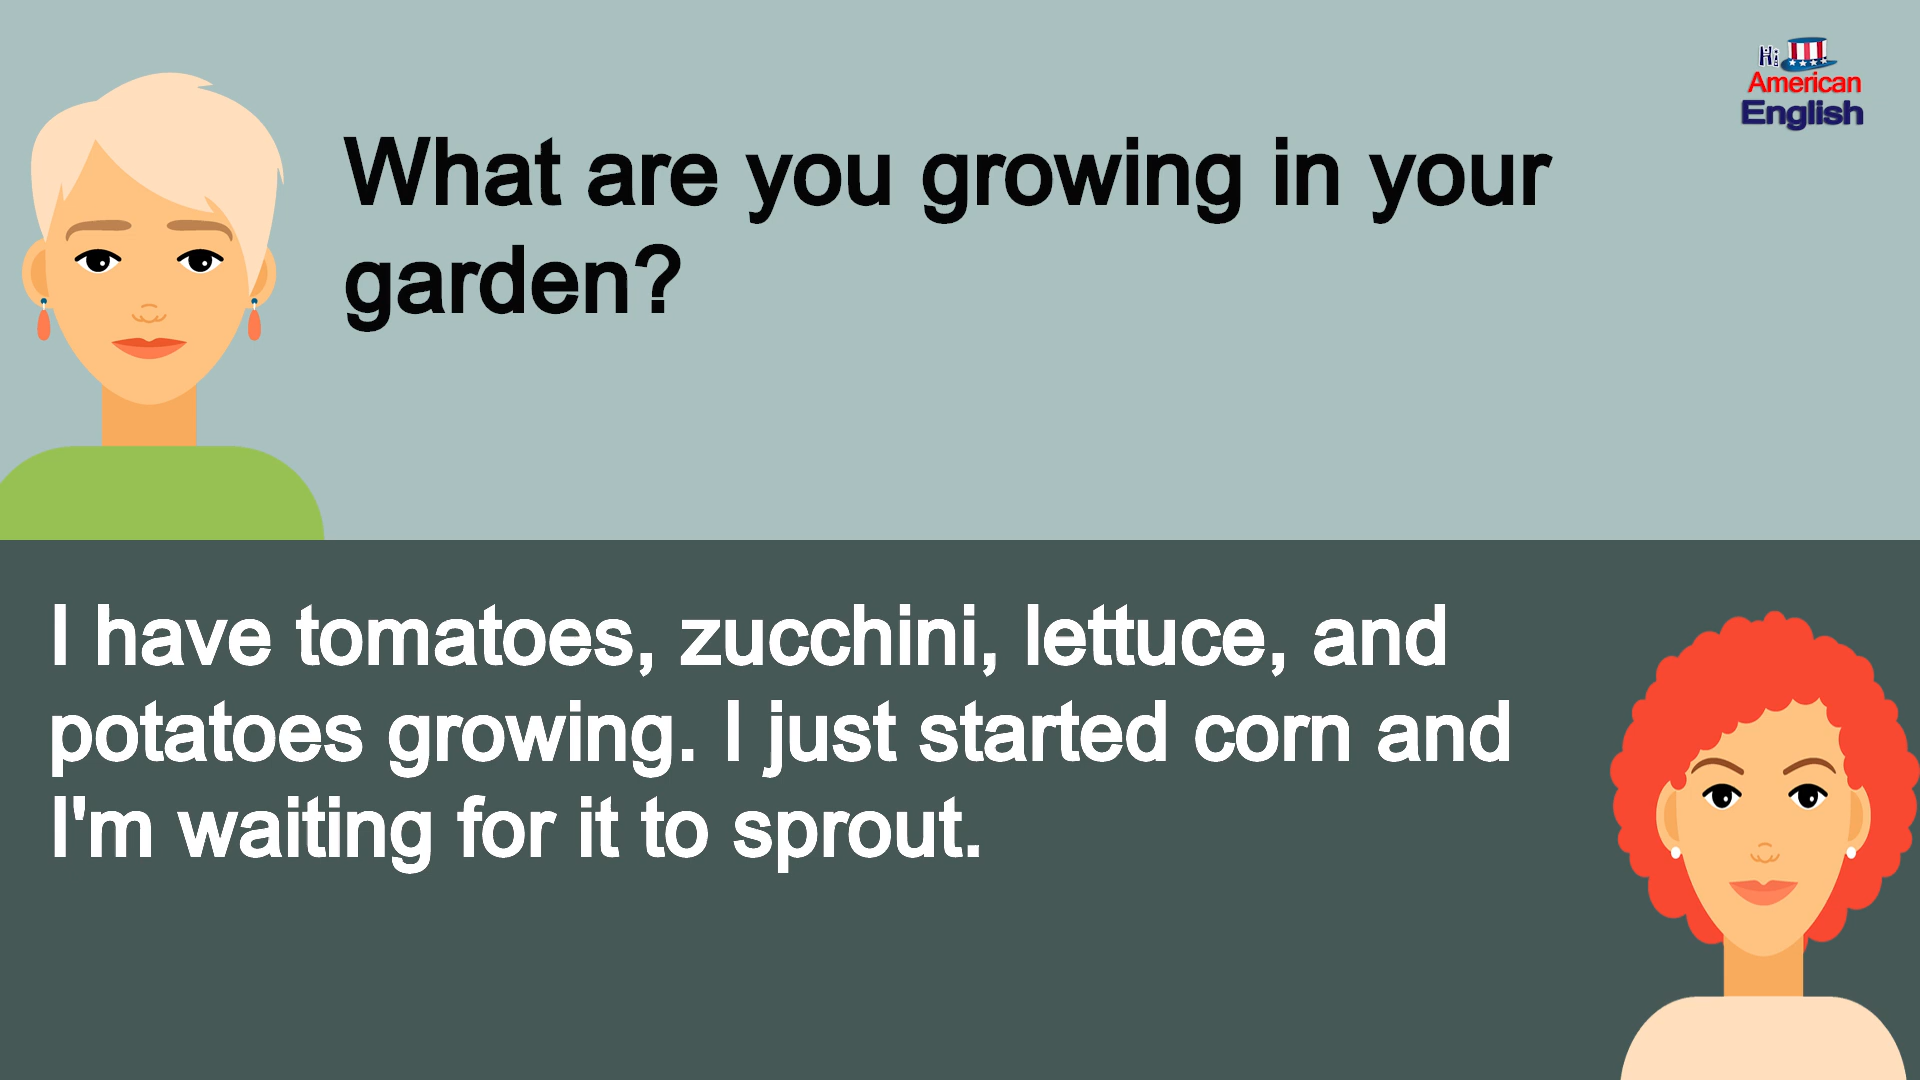 Hi
American
English
What are you growing in your
garden?
I have tomatoes, zucchini, lettuce, and
potatoes growing. I just started corn and
I'm waiting for it to sprout.